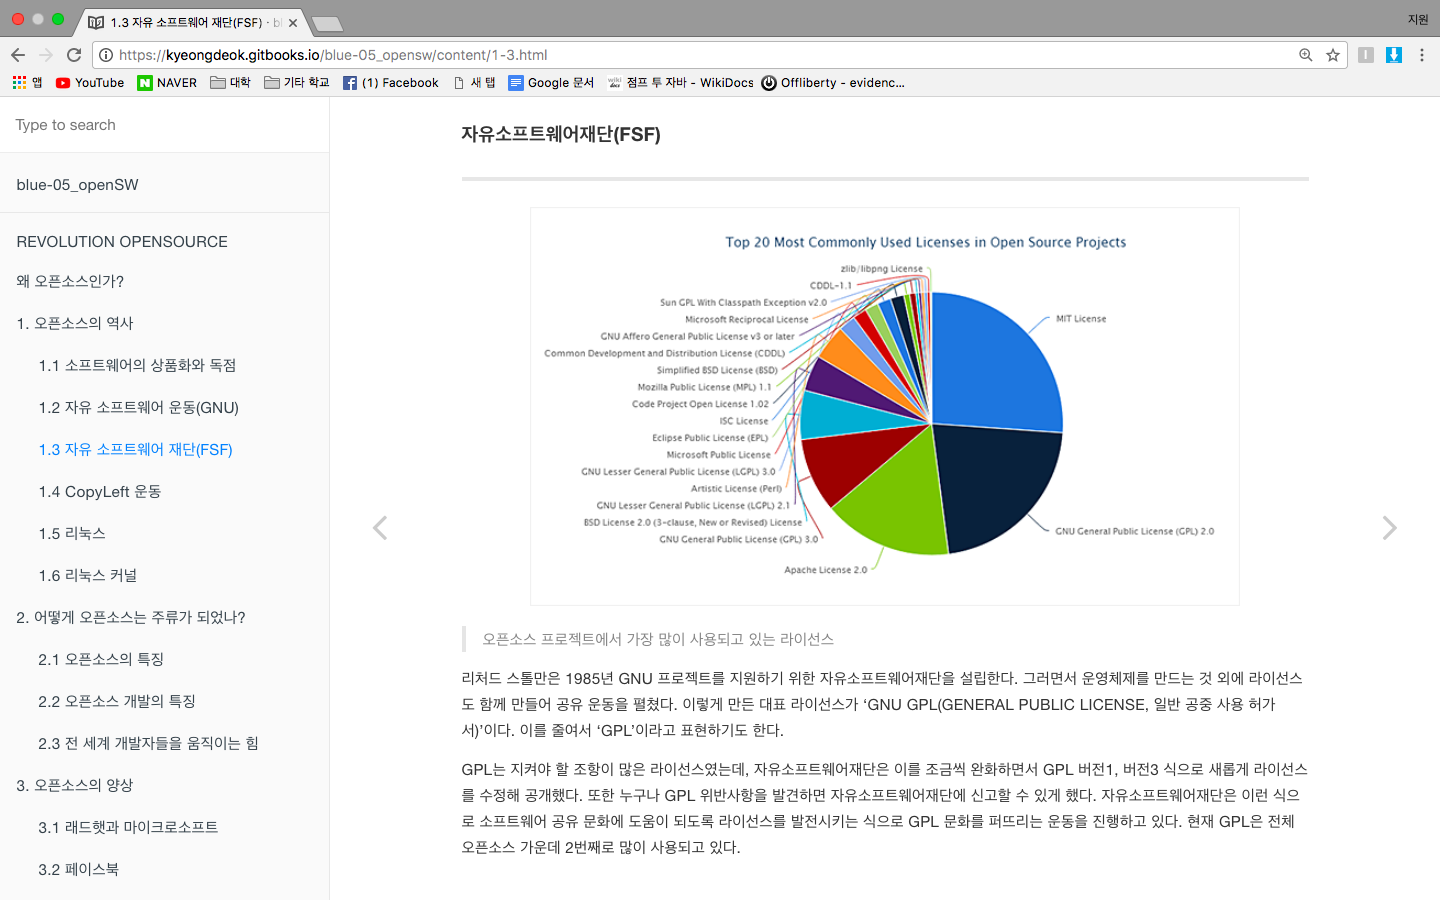 1.3 자유 소프트웨어 재단(FSF) · bl
지원
https://kyeongdeok.gitbooks.io/blue-05_opensw/content/1-3.html
앱 YouTube NAVER 대학 기타 학교 (1) Facebook 새 탭 Google 문서 점프 투 자바 - WikiDocs Offliberty - evidenc...
Type to search
blue-05_openSW
REVOLUTION OPENSOURCE
왜 오픈소스인가?
1. 오픈소스의 역사
1.1 소프트웨어의 상품화와 독점
1.2 자유 소프트웨어 운동(GNU)
1.3 자유 소프트웨어 재단(FSF)
1.4 CopyLeft 운동
1.5 리눅스
1.6 리눅스 커널
2. 어떻게 오픈소스는 주류가 되었나?
2.1 오픈소스의 특징
2.2 오픈소스 개발의 특징
2.3 전 세계 개발자들을 움직이는 힘
3. 오픈소스의 양상
3.1 래드햇과 마이크로소프트
3.2 페이스북
자유소프트웨어재단(FSF)
Top 20 Most Commonly Used Licenses in Open Source Projects
zlib/libpng License
CDDL-1.1
Sun GPL With Classpath Exception v2.0
Microsoft Reciprocal License
GNU Affero General Public License v3 or later
Common Development and Distribution License (CDDL)
Simplified BSD License (BSD)
Mozilla Public License (MPL) 1.1
Code Project Open License 1.02
ISC License
Eclipse Public License (EPL)
Microsoft Public License
GNU Lesser General Public License (LGPL) 3.0
Artistic License (Perl)
GNU Lesser General Public License (LGPL) 2.1
BSD License 2.0 (3-clause, New or Revised) License
GNU General Public License (GPL) 3.0
Apache License 2.0
MIT License
GNU General Public License (GPL) 2.0
오픈소스 프로젝트에서 가장 많이 사용되고 있는 라이선스
리처드 스톨만은 1985년 GNU 프로젝트를 지원하기 위한 자유소프트웨어재단을 설립한다. 그러면서 운영체제를 만드는 것 외에 라이선스
도 함께 만들어 공유 운동을 펼쳤다. 이렇게 만든 대표 라이선스가 ‘GNU GPL(GENERAL PUBLIC LICENSE, 일반 공중 사용 허가
서)’이다. 이를 줄여서 ‘GPL’이라고 표현하기도 한다.
GPL는 지켜야 할 조항이 많은 라이선스였는데, 자유소프트웨어재단은 이를 조금씩 완화하면서 GPL 버전1, 버전3 식으로 새롭게 라이선스
를 수정해 공개했다. 또한 누구나 GPL 위반사항을 발견하면 자유소프트웨어재단에 신고할 수 있게 했다. 자유소프트웨어재단은 이런 식으
로 소프트웨어 공유 문화에 도움이 되도록 라이선스를 발전시키는 식으로 GPL 문화를 퍼뜨리는 운동을 진행하고 있다. 현재 GPL은 전체
오픈소스 가운데 2번째로 많이 사용되고 있다.